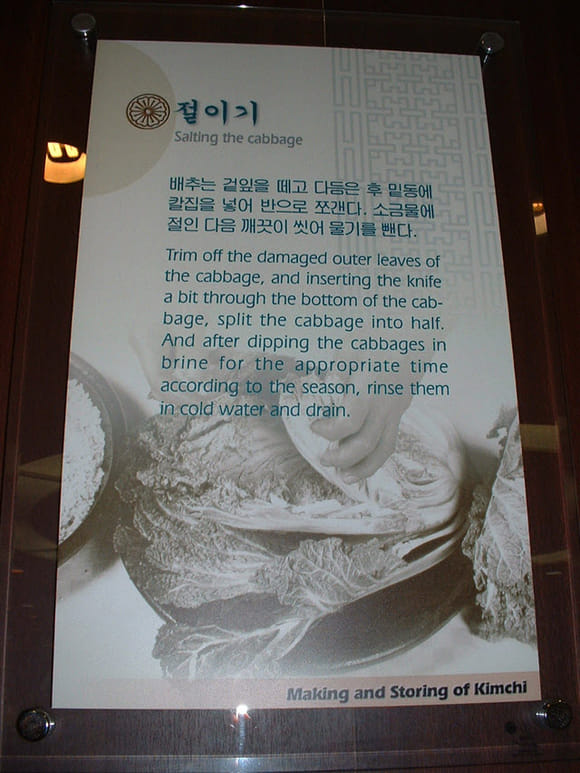 절이기
Salting the cabbage
배추는 겉잎을 떼고 다듬은 후 밑동에
칼집을 넣어 반으로 쪼갠다. 소금물에
절인 다음 깨끗이 씻어 물기를 뺀다.
Trim off the damaged outer leaves of
the cabbage, and inserting the knife
a bit through the bottom of the cab-
bage, split the cabbage into half.
And after dipping the cabbages in
brine for the appropriate time
according to the season, rinse them
in cold water and drain.
Making and Storing of Kimchi